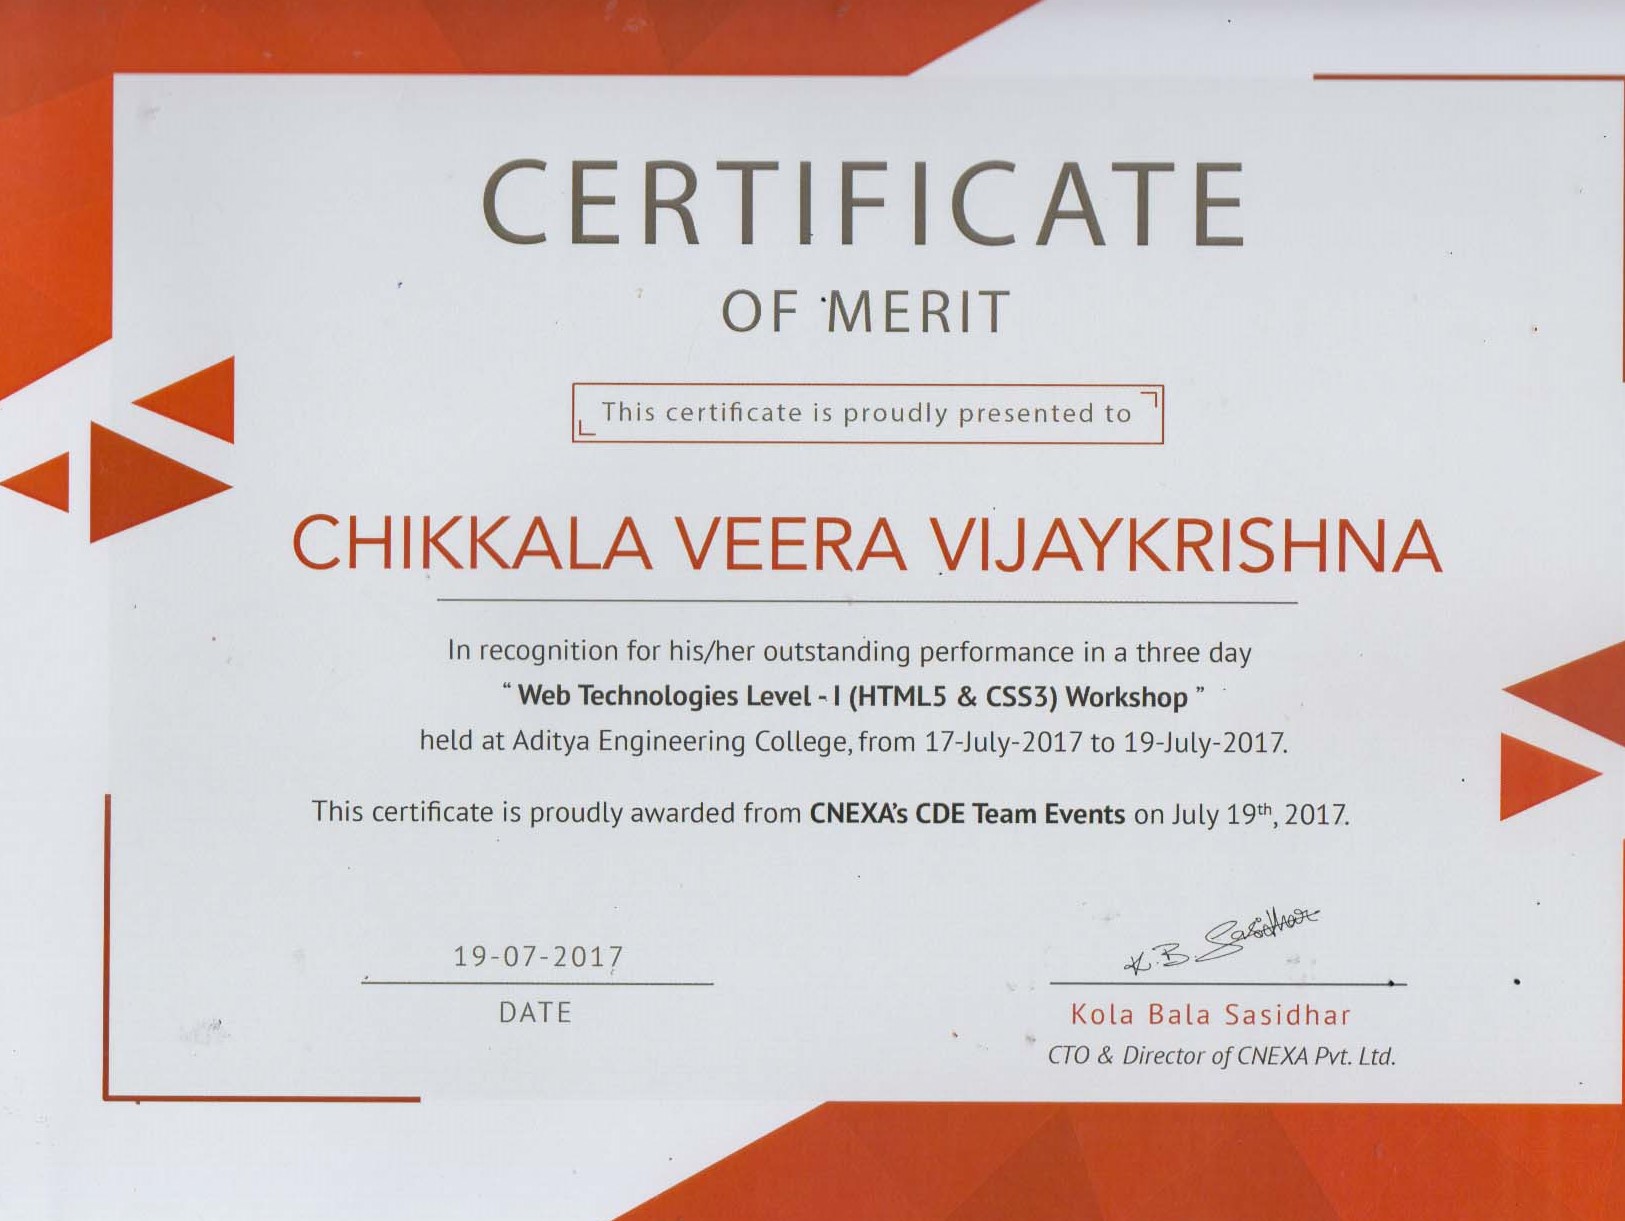 CERTIFICATE
OF MERIT
This certificate is proudly presented to
CHIKKALA VEERA VIJAYKRISHNA
In recognition for his/her outstanding performance in a three day
“ Web Technologies Level - I (HTML5 & CSS3) Workshop ”
held at Aditya Engineering College, from 17-July-2017 to 19-July-2017.
This certificate is proudly awarded from CNEXA's CDE Team Events on July 19th, 2017.
19-07-2017
DATE
K. B. Sasidhar
Kola Bala Sasidhar
CTO & Director of CNEXA Pvt. Ltd.